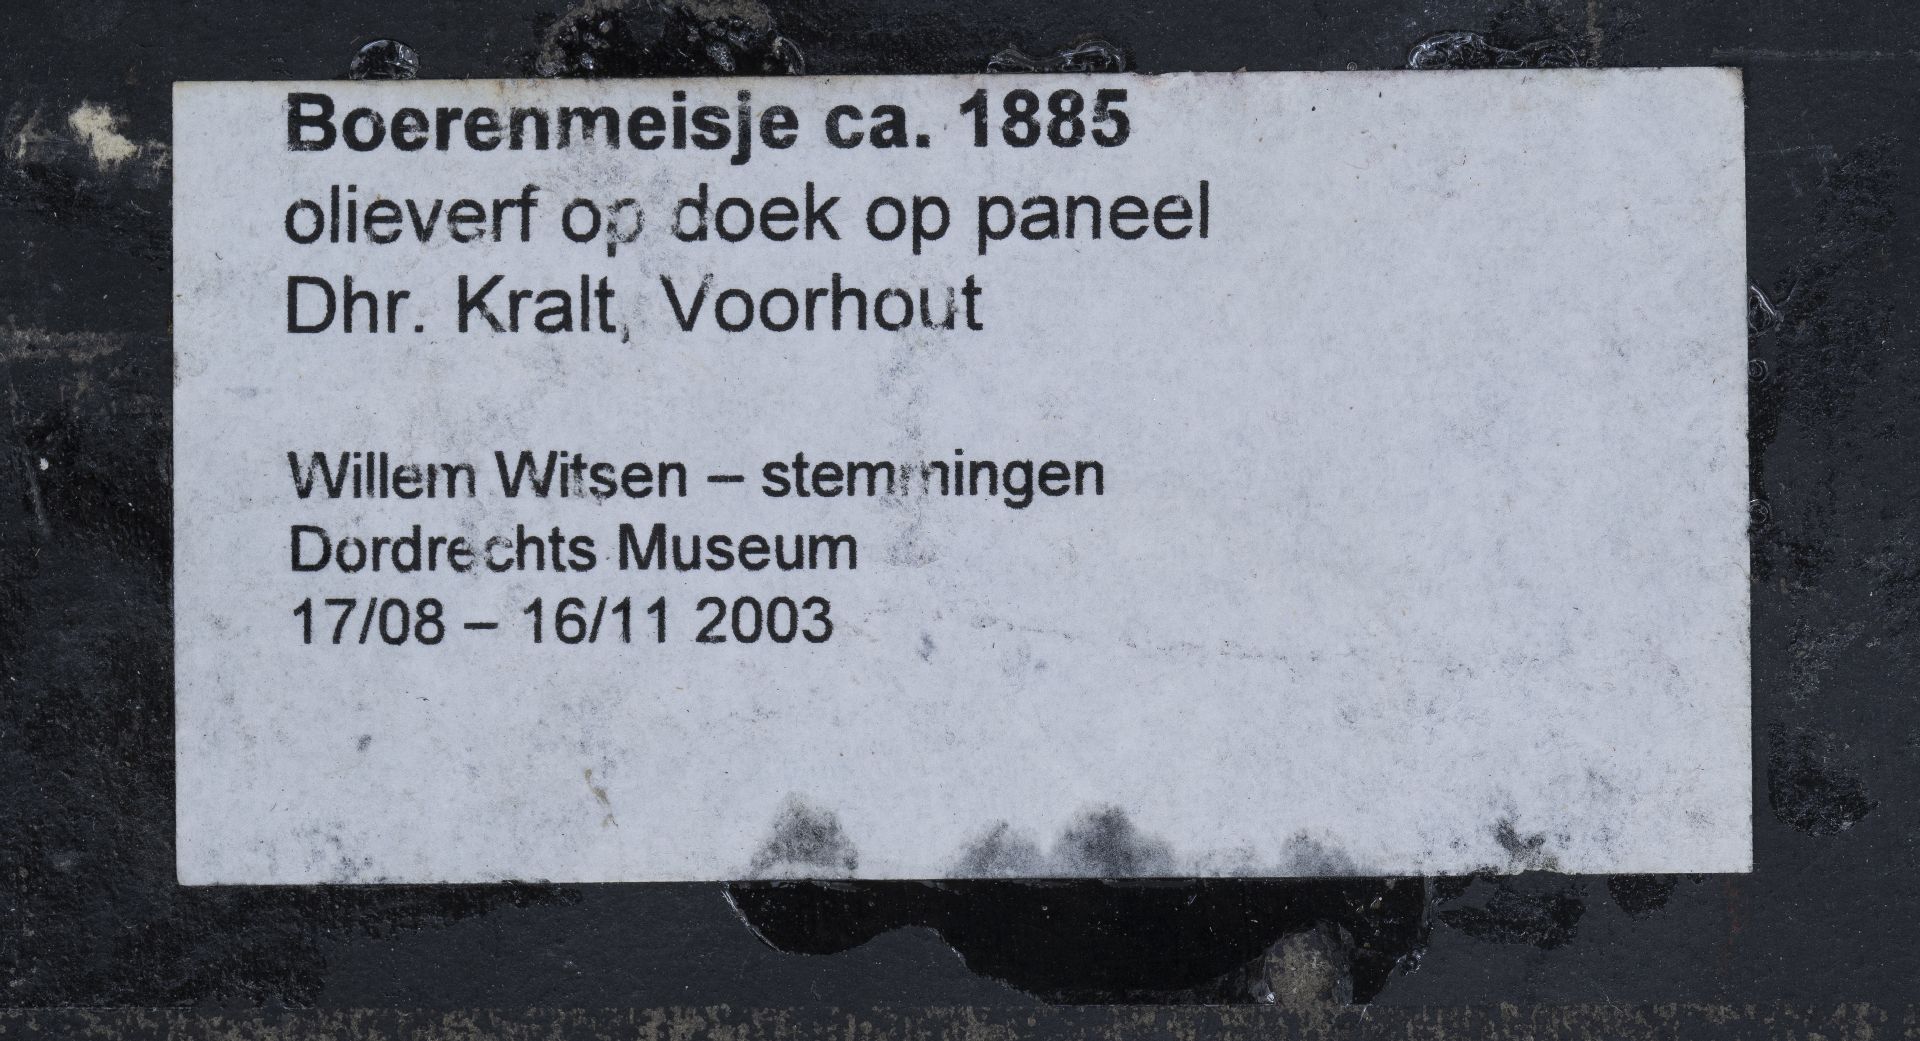 Boerenmeisje ca. 1885
olieverf op doek op paneel
Dhr. Kralt, Voorhout
Willem Witsen – stemmingen
Dordrechts Museum
17/08 – 16/11 2003